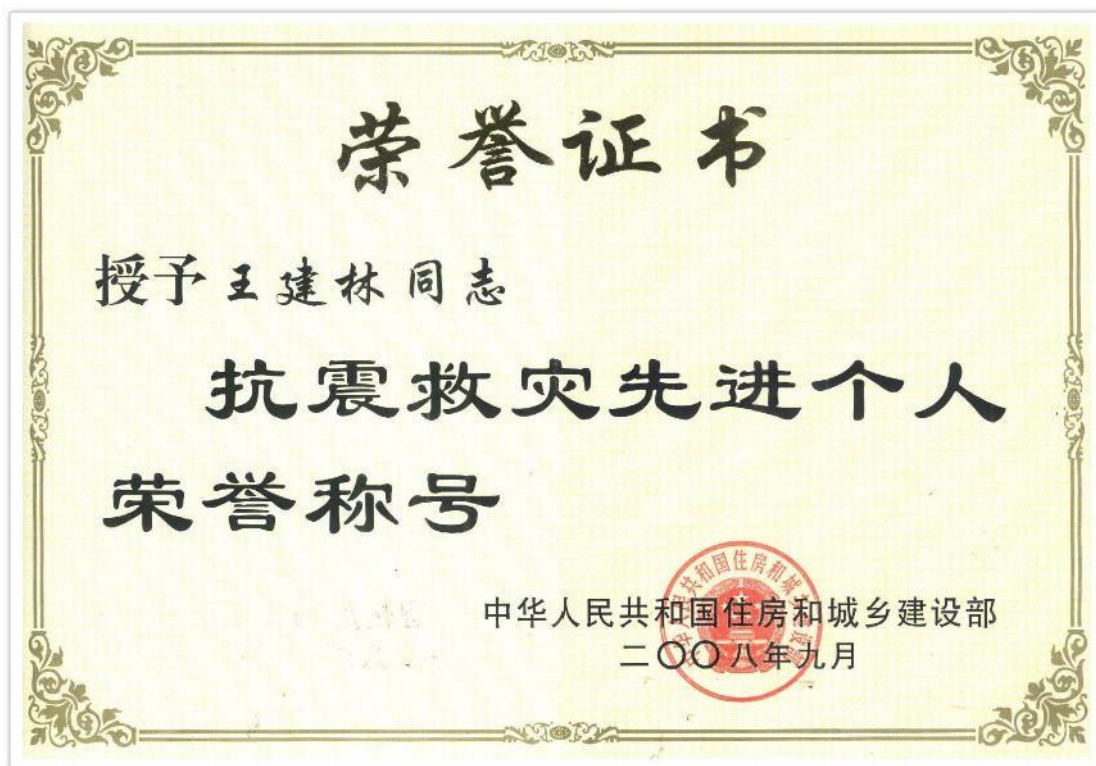 荣誉证书
授予王建林同志
抗震救灾先进个人
荣誉称号
中华人民共和国住房和城乡建设部
二〇〇八年九月